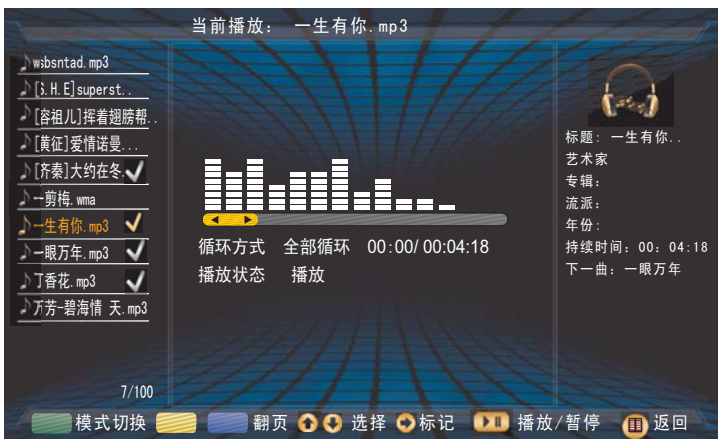 当前播放： 一生有你.mp3
wsbsntad.mp3
[S.H.E]superst..
[容祖儿]挥着翅膀帮..
[黄征]爱情诺曼...
[齐秦]大约在冬.
一剪梅.wma
一生有你.mp3
一眼万年.mp3
丁香花.mp3
万芳-碧海情 天.mp3
7/100
循环方式 全部循环 00:00/ 00:04:18
播放状态 播放
标题：一生有你..
艺术家
专辑：
流派：
年份：
持续时间：00：04:18
下一曲：一眼万年
模式切换 翻页 选择 标记 播放/暂停 返回